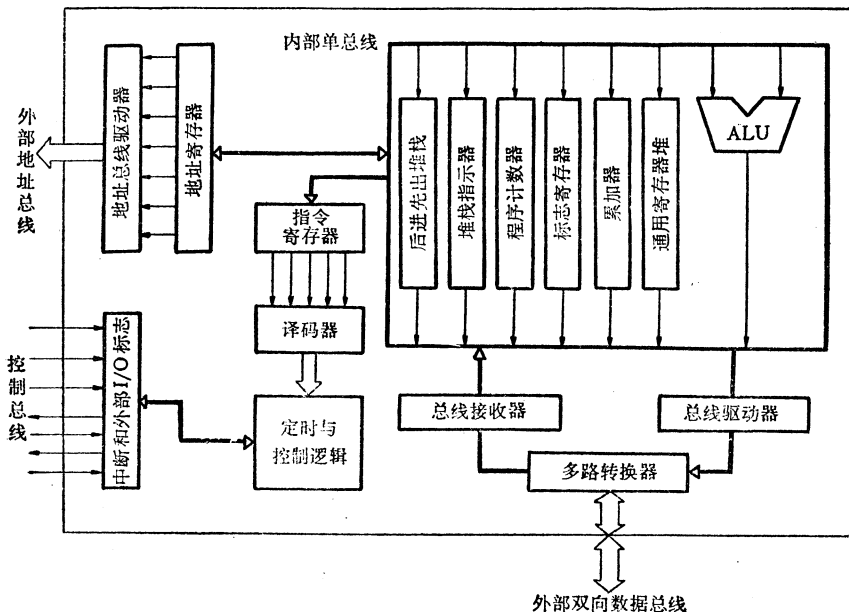 内部单总线
外部地址总线
地址总线驱动器
地址寄存器
后进先出堆栈
堆栈指示器
程序计数器
标志寄存器
累加器
通用寄存器堆
ALU
指令
寄存器
译码器
控制总线
中断和外部I/O标志
定时与
控制逻辑
总线接收器
总线驱动器
多路转换器
外部双向数据总线